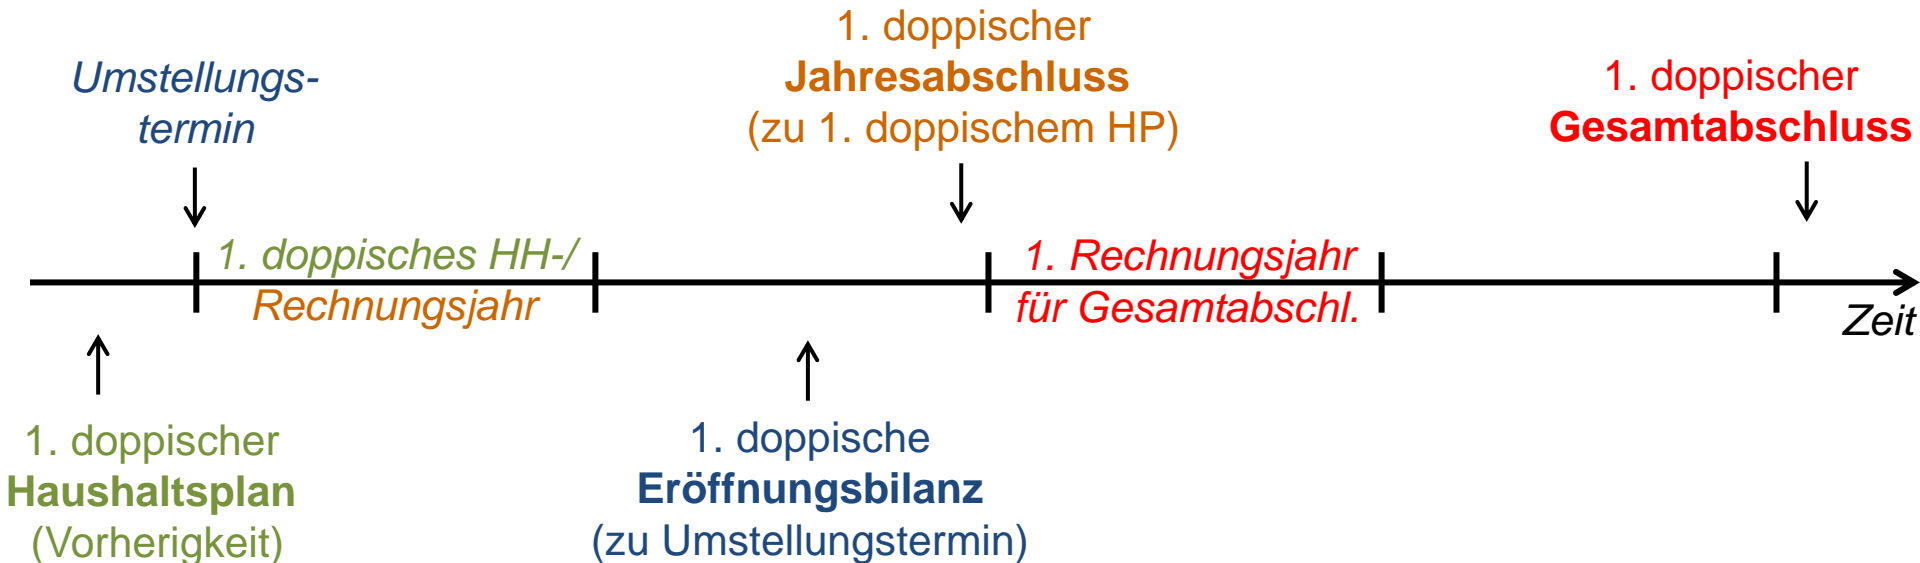 Umstellungs-
termin
1. doppischer
Jahresabschluss
(zu 1. doppischem HP)
1. doppischer
Gesamtabschluss
1. doppisches HH-/
Rechnungsjahr
1. Rechnungsjahr
für Gesamtabschl.
Zeit
1. doppischer
Haushaltsplan
(Vorherigkeit)
1. doppische
Eröffnungsbilanz
(zu Umstellungstermin)